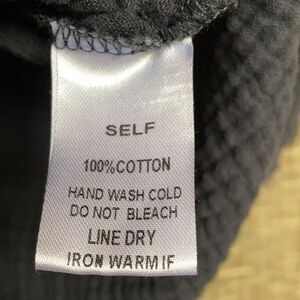 SELF
100%COTTON
HAND WASH COLD
DO NOT BLEACH
LINE DRY
IRON WARM IF